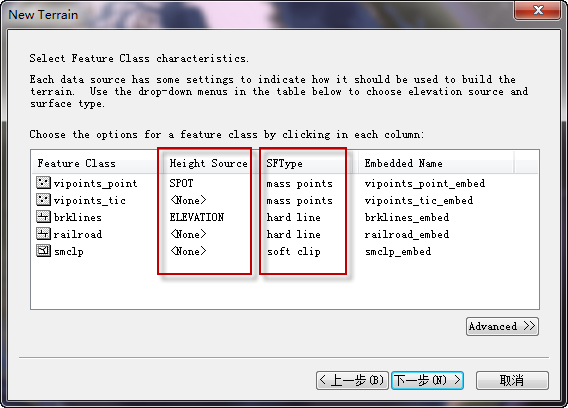 New Terrain
Select Feature Class characteristics.
Each data source has some settings to indicate how it should be used to build the
terrain. Use the drop-down menus in the table below to choose elevation source and
surface type.
Choose the options for a feature class by clicking in each column:
Feature Class Height Source SFType Embedded Name
vipoints_point SPOT mass points vipoints_point_embed
vipoints_tic <None> mass points vipoints_tic_embed
brklines ELEVATION hard line brklines_embed
railroad <None> hard line railroad_embed
smclp <None> soft clip smclp_embed
Advanced >>
< 上一步(B) 下一步(N) > 取消